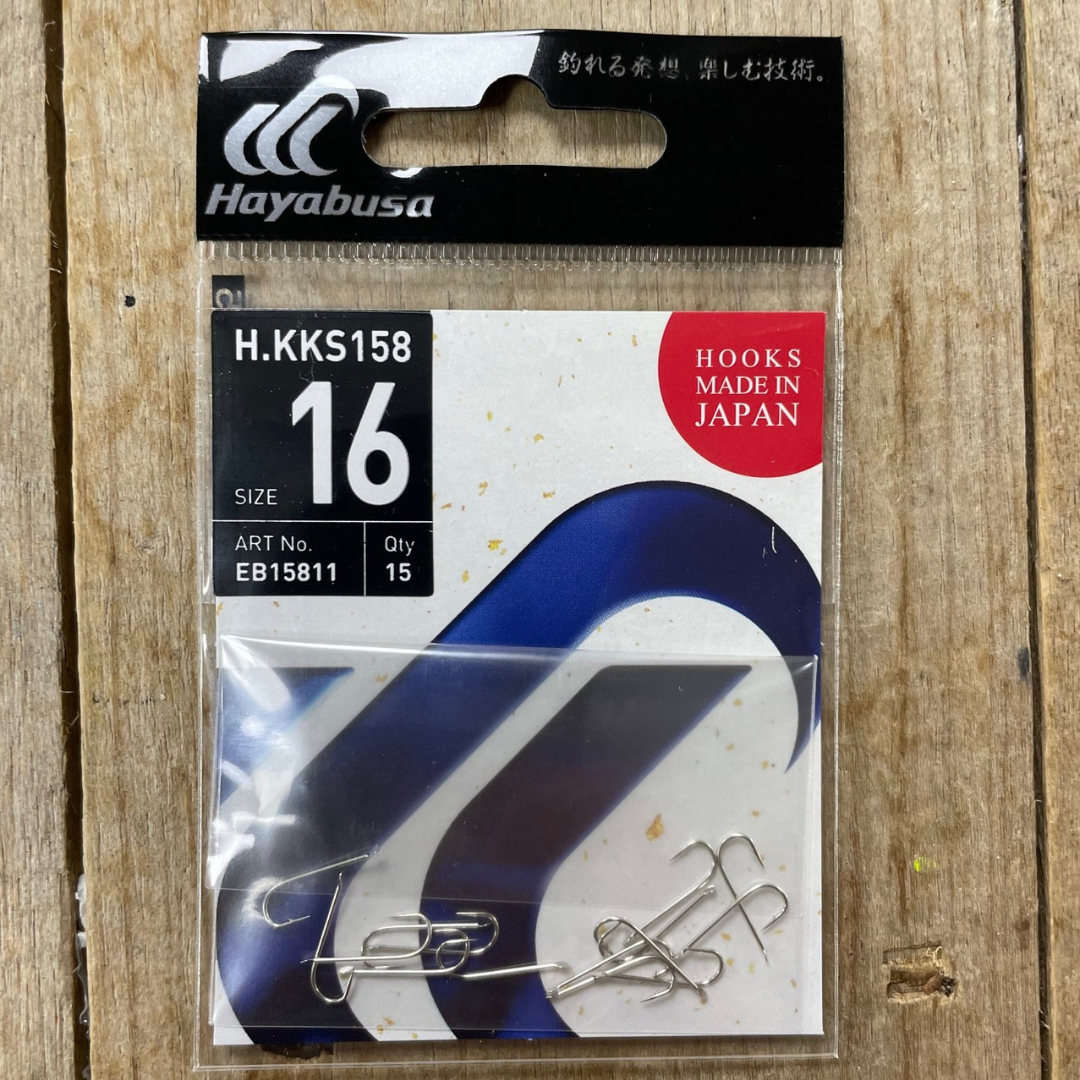 釣れる発想、楽しむ技術。
Hayabusa
H.KKS158
16
SIZE
ART No.
EB15811
Qty
15
HOOKS
MADE IN
JAPAN